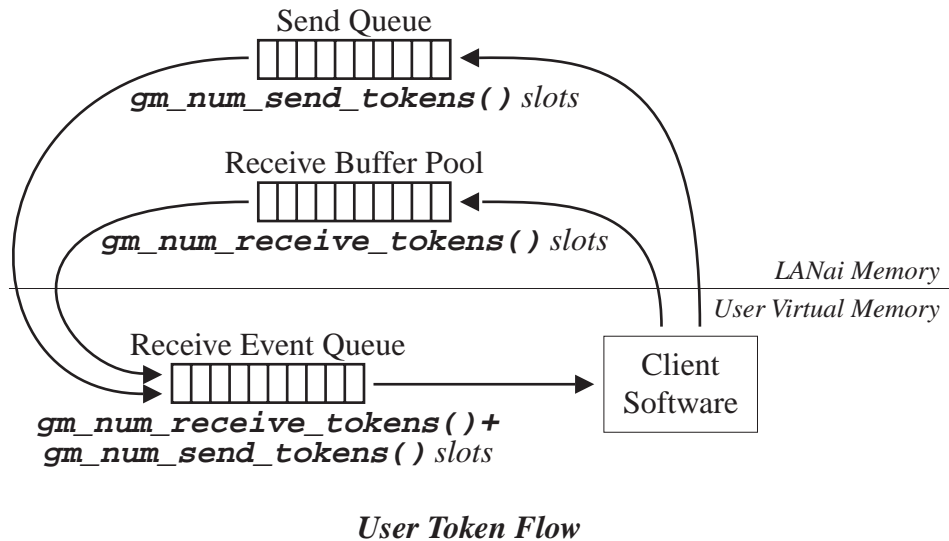 Send Queue
gm_num_send_tokens() slots
Receive Buffer Pool
gm_num_receive_tokens() slots
LANai Memory
User Virtual Memory
Receive Event Queue
gm_num_receive_tokens()+
gm_num_send_tokens() slots
Client
Software
User Token Flow